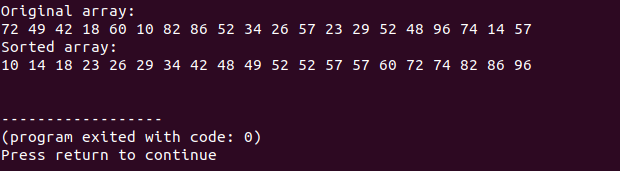 Original array:
72 49 42 18 60 10 82 86 52 34 26 57 23 29 52 48 96 74 14 57
Sorted array:
10 14 18 23 26 29 34 42 48 49 52 52 57 57 60 72 74 82 86 96
------------------
(program exited with code: 0)
Press return to continue